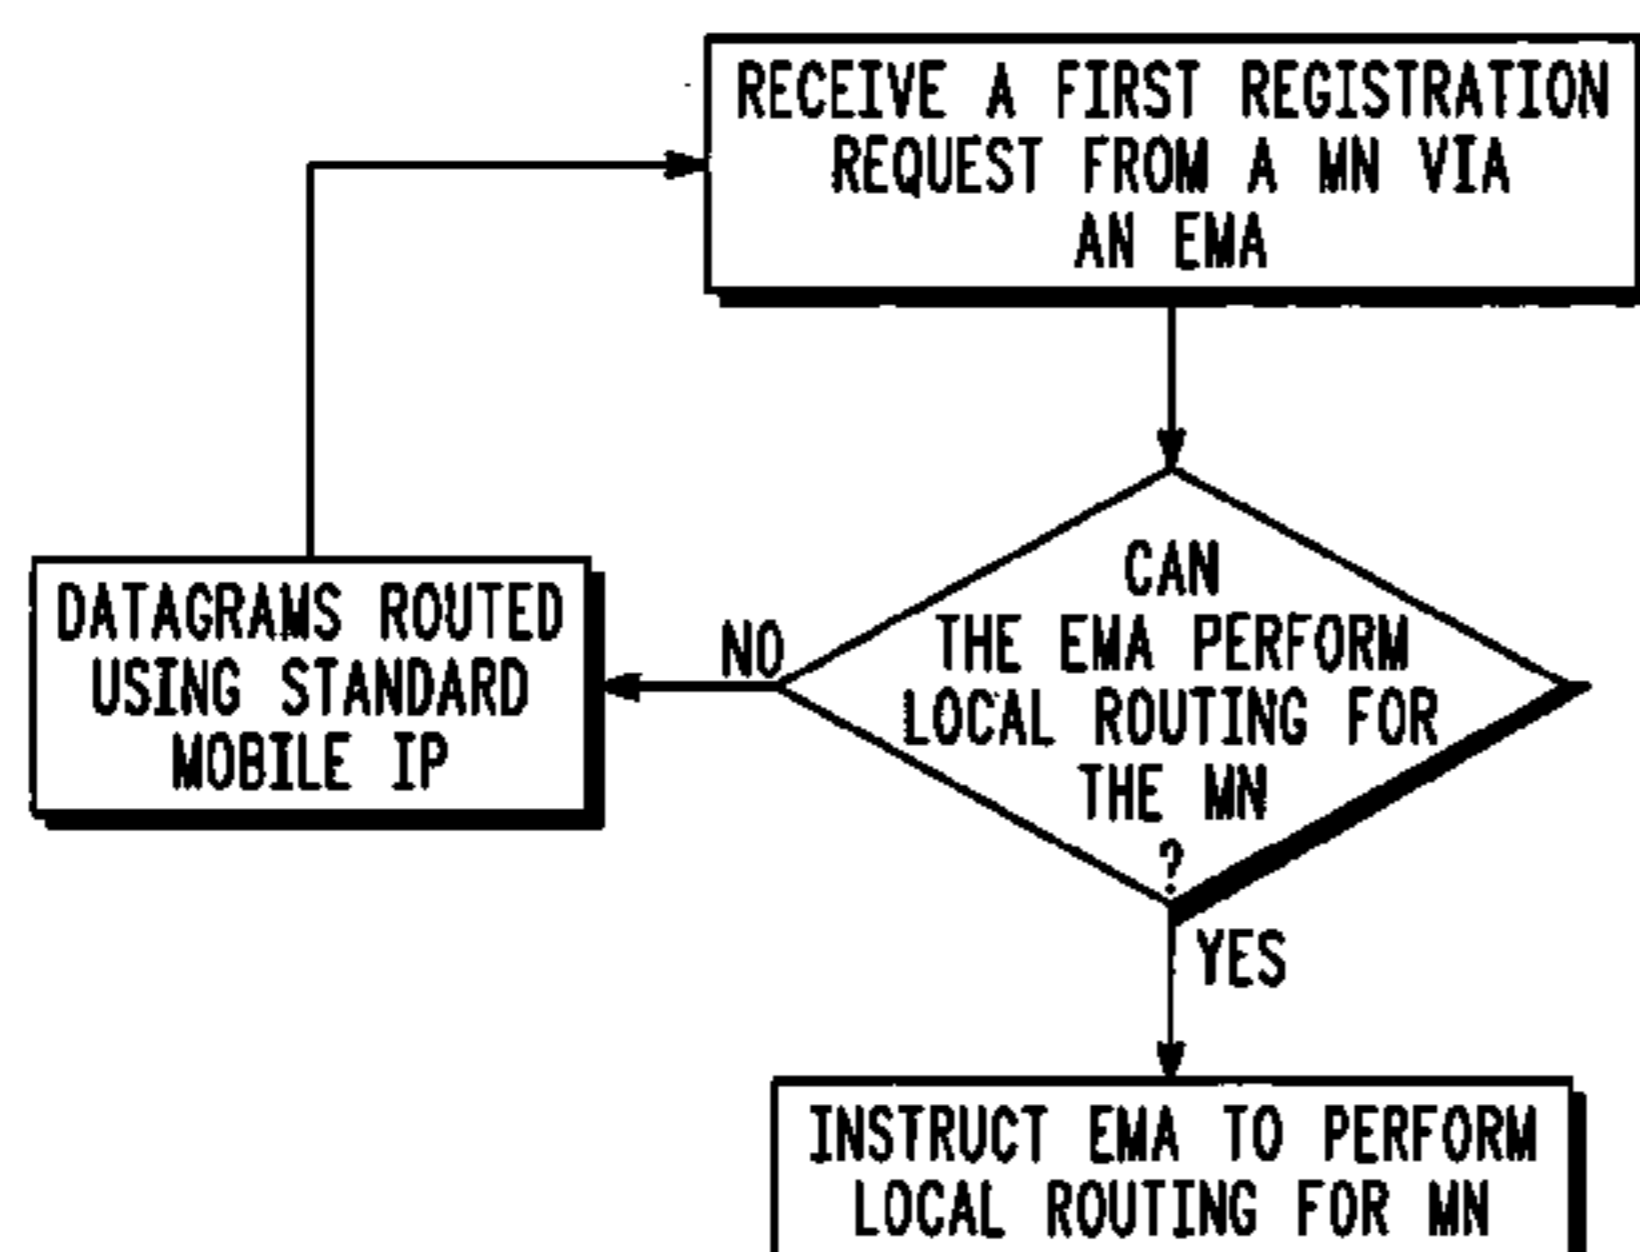 RECEIVE A FIRST REGISTRATION
REQUEST FROM A MN VIA
AN EMA
CAN
THE EMA PERFORM
LOCAL ROUTING FOR
THE MN
?
NO
DATAGRAMS ROUTED
USING STANDARD
MOBILE IP
YES
INSTRUCT EMA TO PERFORM
LOCAL ROUTING FOR MN